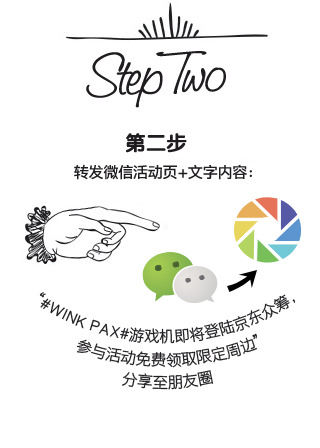 Step Two
第二步
转发微信活动页+文字内容：
“#WINK PAX#游戏机即将登陆京东众筹，
参与活动免费领取限定周边”
分享至朋友圈